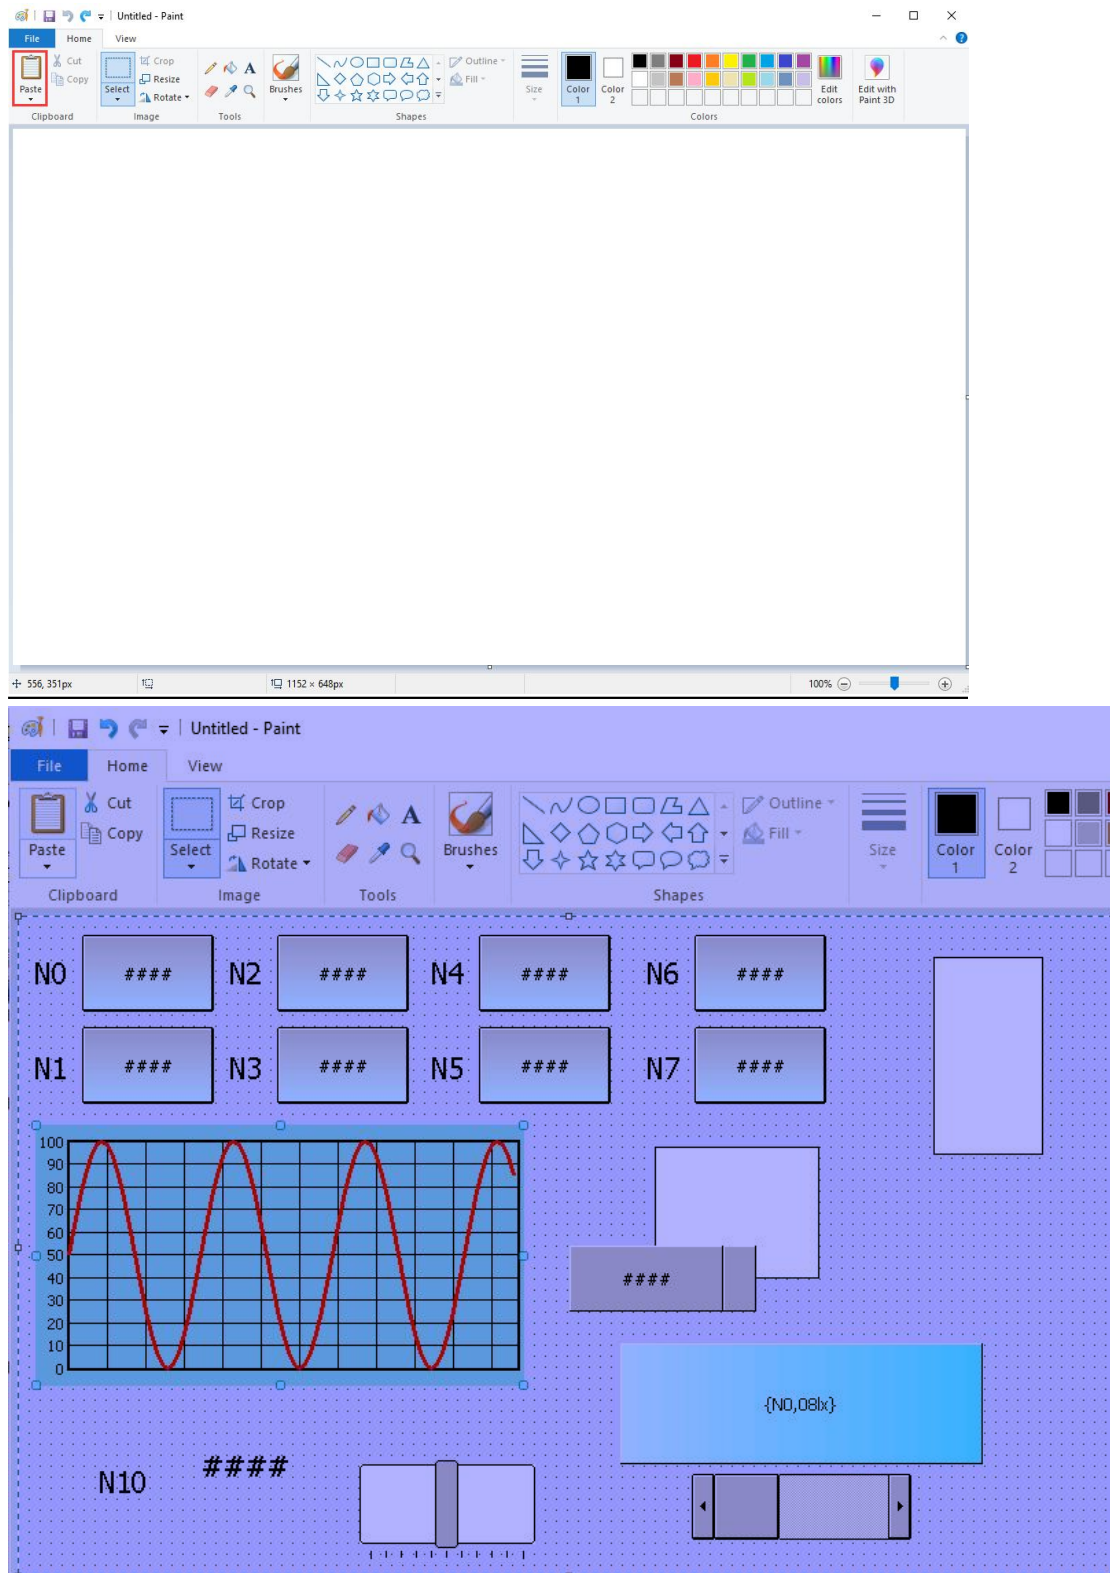 Untitled - Paint
File Home View
Paste
Cut
Copy
Clipboard
Select
Crop
Resize
Rotate
Image
Tools
Brushes
Shapes
Outline
Fill
Size
Color 1
Color 2
Colors
Edit colors
Edit with Paint 3D
556, 351px
1152 × 648px
100%
Untitled - Paint
File Home View
Paste
Cut
Copy
Clipboard
Select
Crop
Resize
Rotate
Image
Tools
Brushes
Shapes
Outline
Fill
Size
Color 1
Color 2
N0 #### N2 #### N4 #### N6 ####
N1 #### N3 #### N5 #### N7 ####
100
90
80
70
60
50
40
30
20
10
0
####
{N0,08lx}
N10 ####